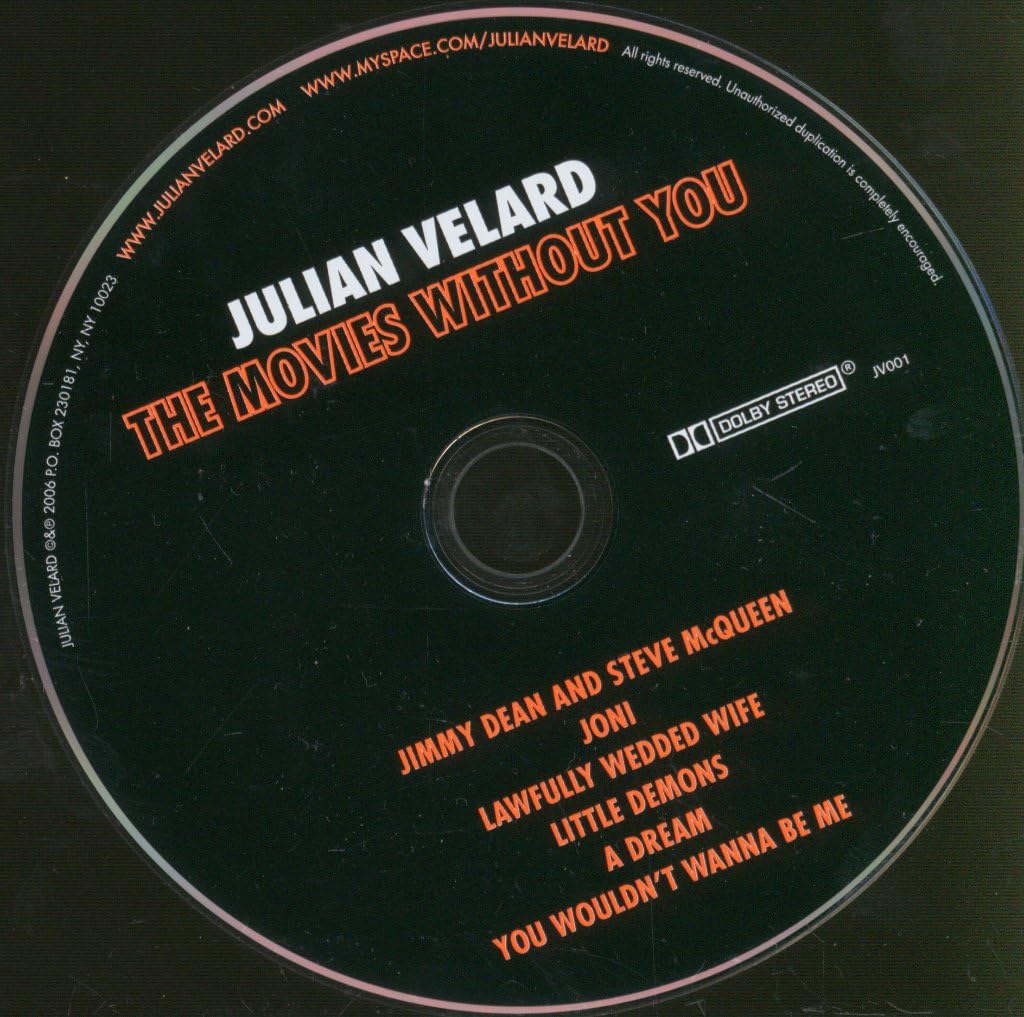 WWW.JULIANVELARD.COM
WWW.MYSPACE.COM/JULIANVELARD
All rights reserved. Unauthorized duplication is completely encouraged.
JULIAN VELARD
THE MOVIES WITHOUT YOU
DOLBY STEREO®
JV001
JULIAN VELARD ©&℗ 2006 P.O. BOX 230181, NY, NY 10023
JIMMY DEAN AND STEVE McQUEEN
JONI
LAWFULLY WEDDED WIFE
LITTLE DEMONS
A DREAM
YOU WOULDN'T WANNA BE ME